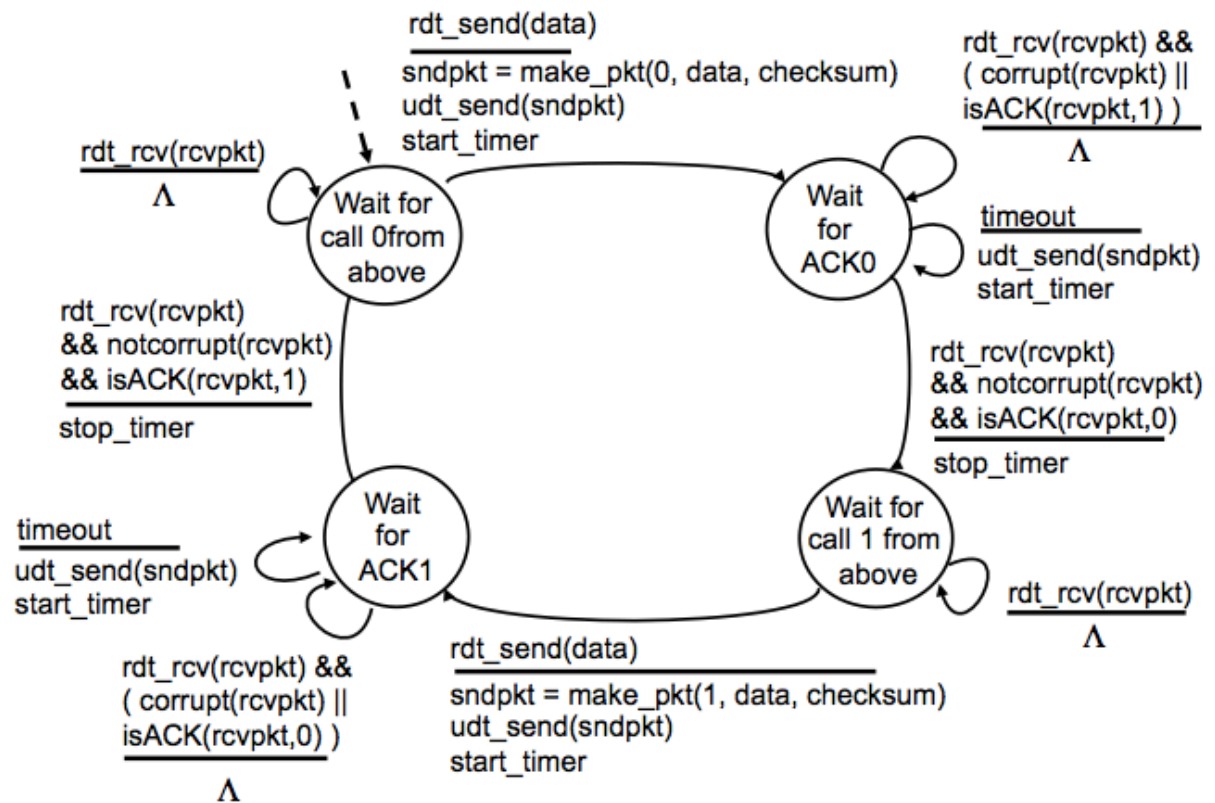 rdt_send(data)
sndpkt = make_pkt(0, data, checksum)
udt_send(sndpkt)
start_timer
rdt_rcv(rcvpkt) &&
( corrupt(rcvpkt) ||
isACK(rcvpkt,1) )
Λ
rdt_rcv(rcvpkt)
Λ
Wait for
call 0from
above
Wait
for
ACK0
timeout
udt_send(sndpkt)
start_timer
rdt_rcv(rcvpkt)
&& notcorrupt(rcvpkt)
&& isACK(rcvpkt,1)
stop_timer
rdt_rcv(rcvpkt)
&& notcorrupt(rcvpkt)
&& isACK(rcvpkt,0)
stop_timer
timeout
udt_send(sndpkt)
start_timer
Wait
for
ACK1
Wait for
call 1 from
above
rdt_rcv(rcvpkt)
Λ
rdt_rcv(rcvpkt) &&
( corrupt(rcvpkt) ||
isACK(rcvpkt,0) )
Λ
rdt_send(data)
sndpkt = make_pkt(1, data, checksum)
udt_send(sndpkt)
start_timer